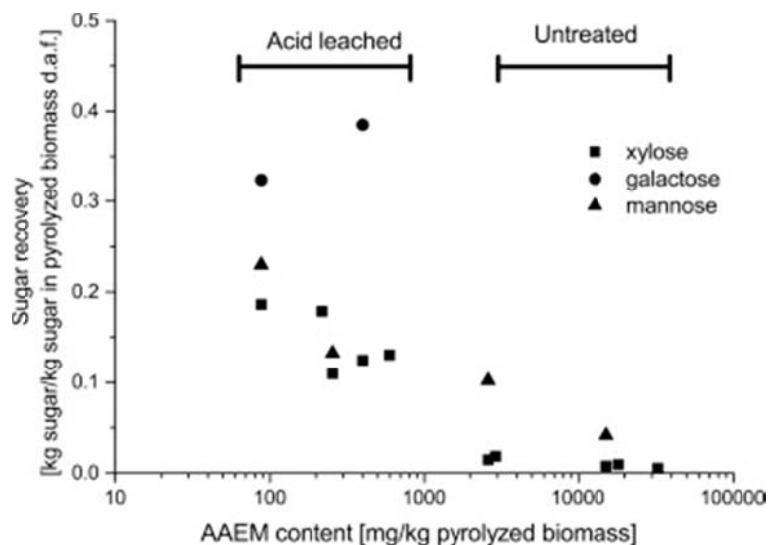 0.5
0.4
0.3
0.2
0.1
0.0
Sugar recovery
[kg sugar/kg sugar in pyrolyzed biomass d.a.f.]
Acid leached
Untreated
xylose
galactose
mannose
10
100
1000
10000
100000
AAEM content [mg/kg pyrolyzed biomass]